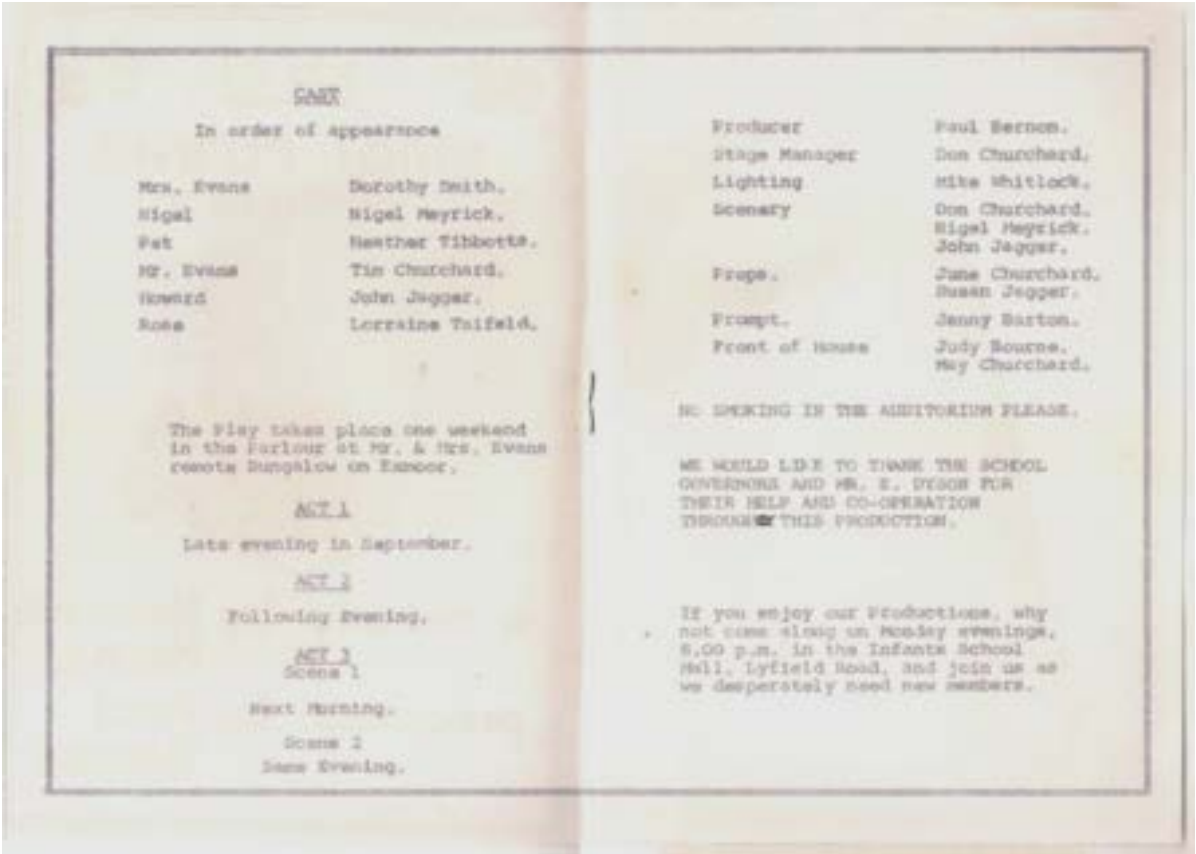 CAST
In order of appearance
Mrs. Evans Dorothy Smith.
Nigel Nigel Meyrick.
Pat Heather Tibbotts.
Mr. Evans Tim Churchard.
Howard John Jagger.
Rose Lorraine
The Play takes place one weekend
in the Parlour at Mr. & Mrs. Evans
remote Bungalow on Exmoor.
ACT 1
Late evening in September.
ACT 2
Following Evening.
ACT 3
Scene 1
Next Morning.
Scene 2
Same Evening.
Producer Paul
Stage Manager Don Churchard.
Lighting Mike Whitlock.
Scenery Don Churchard.
Nigel Meyrick.
John Jagger.
Props. June Churchard.
Susan Jagger.
Prompt. Jenny Barton.
Front of House Judy Bourne.
May Churchard.
NO SMOKING IN THE AUDITORIUM PLEASE.
WE WOULD LIKE TO THANK THE SCHOOL
GOVERNORS AND MR. E. DYSON FOR
THEIR HELP AND CO-OPERATION
THIS PRODUCTION.
If you enjoy our Productions, why
not come along on Monday evenings,
p.m. in the Infants School
Hall, Lyfield Road, and join us as
we desperately need new members.